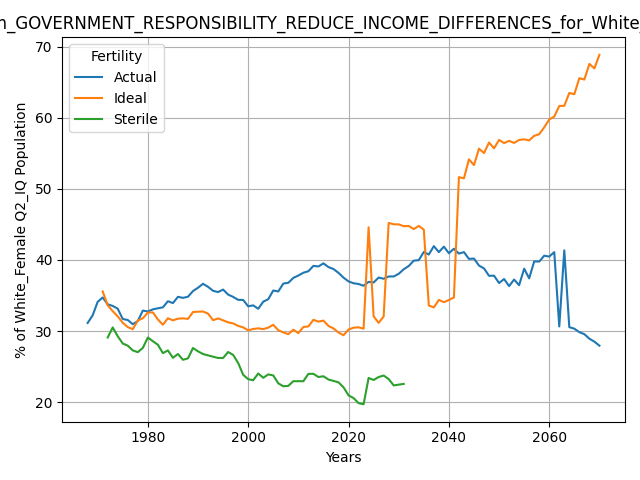 n_GOVERNMENT_RESPONSIBILITY_REDUCE_INCOME_DIFFERENCES_for_White_
Fertility
Actual
Ideal
Sterile
% of White_Female Q2_IQ Population
70
60
50
40
30
20
1980
2000
2020
2040
2060
Years